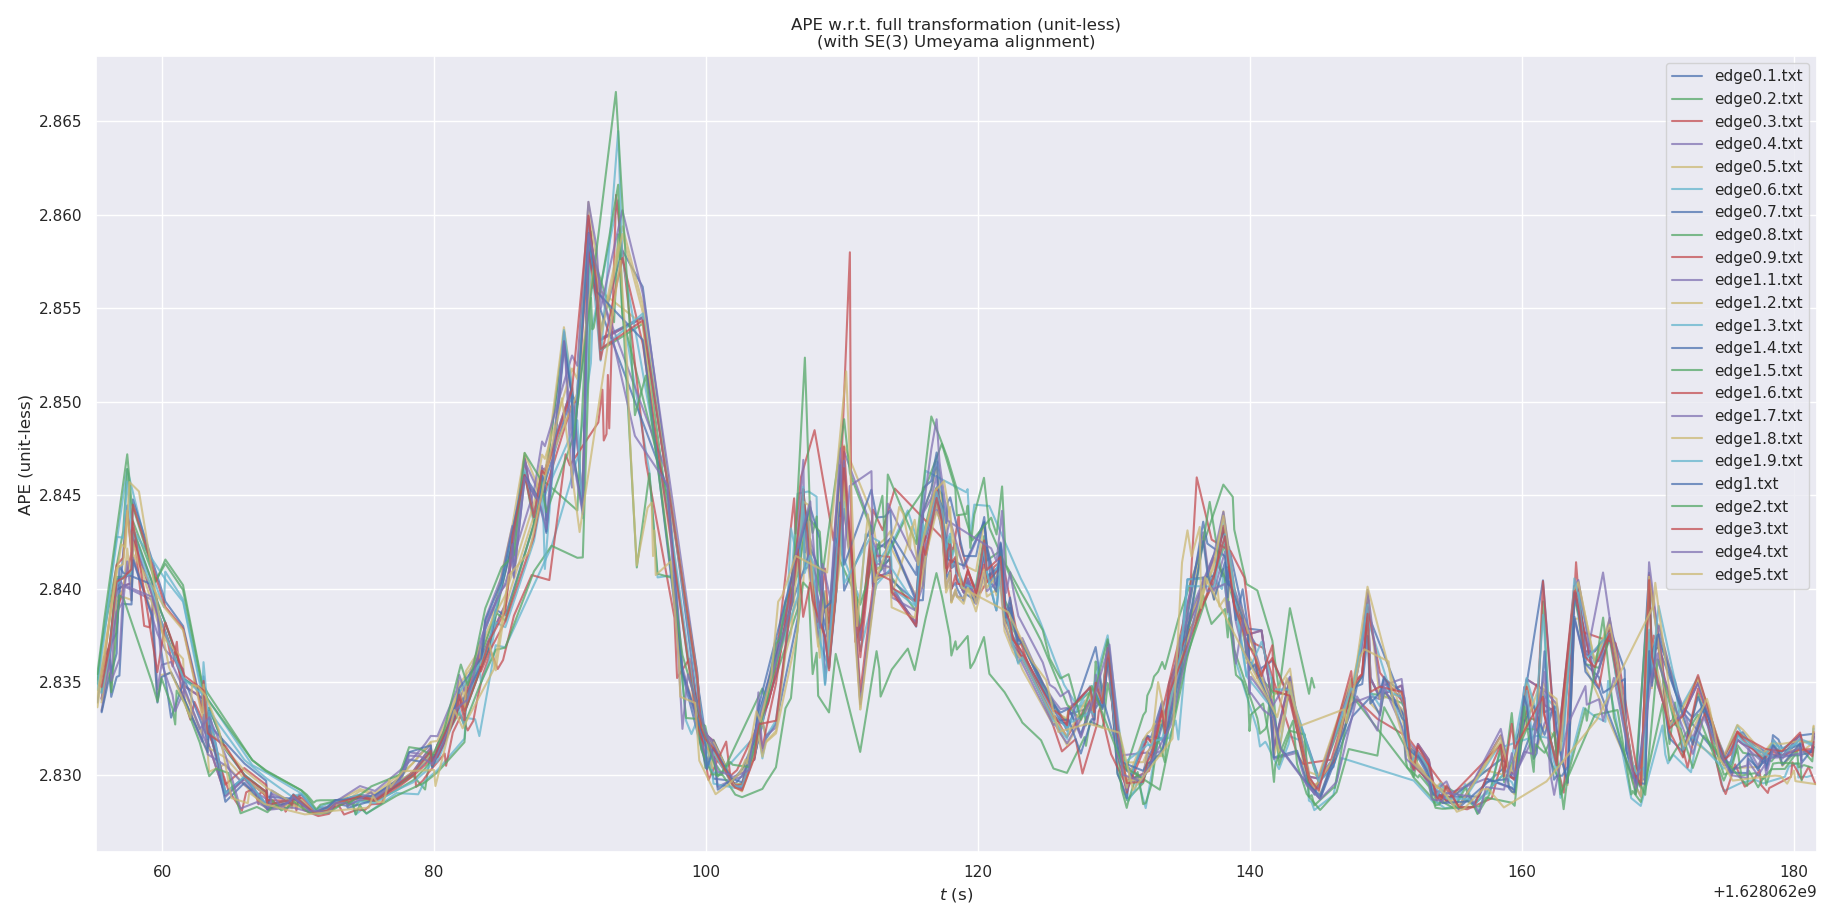 APE w.r.t. full transformation (unit-less)
(with SE(3) Umeyama alignment)
APE (unit-less)
2.865
2.860
2.855
2.850
2.845
2.840
2.835
2.830
edge0.1.txt
edge0.2.txt
edge0.3.txt
edge0.4.txt
edge0.5.txt
edge0.6.txt
edge0.7.txt
edge0.8.txt
edge0.9.txt
edge1.1.txt
edge1.2.txt
edge1.3.txt
edge1.4.txt
edge1.5.txt
edge1.6.txt
edge1.7.txt
edge1.8.txt
edge1.9.txt
edg1.txt
edge2.txt
edge3.txt
edge4.txt
edge5.txt
60 80 100 120 140 160 180
t (s)
+1.628062e9